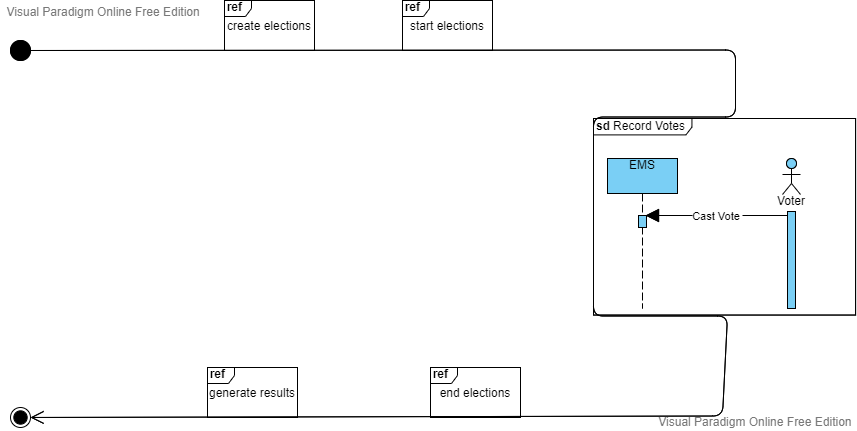 Visual Paradigm Online Free Edition
ref
create elections
ref
start elections
sd Record Votes
EMS
Voter
Cast Vote
ref
generate results
ref
end elections
Visual Paradigm Online Free Edition